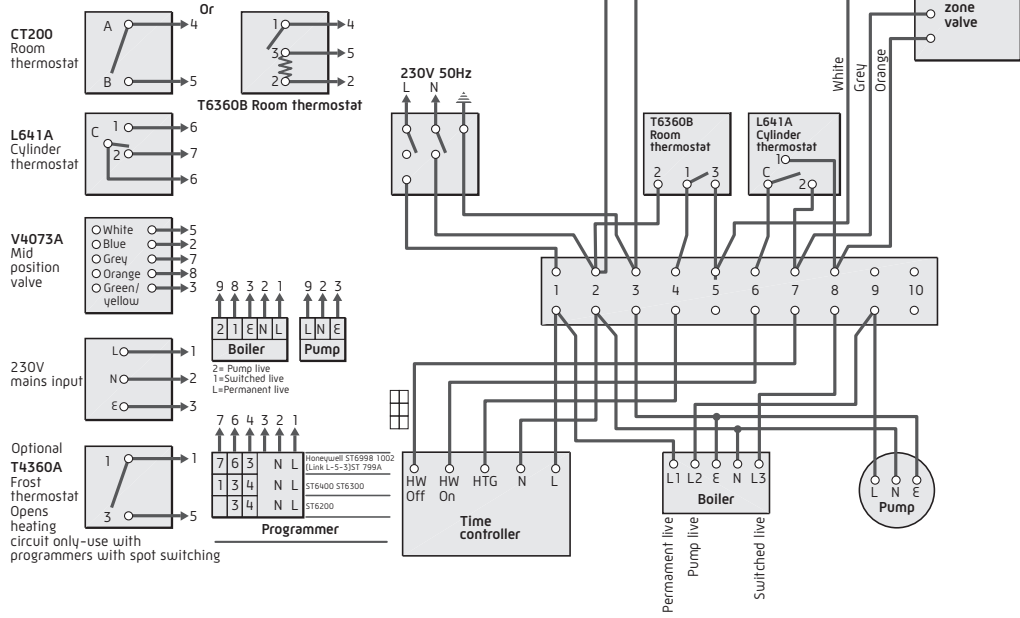 CT200
Room
thermostat
A
B
4
5
Or
1
3
2
4
5
2
T6360B Room thermostat
L641A
Cylinder
thermostat
C
1
2
6
7
6
V4073A
Mid
position
valve
White
Blue
Grey
Orange
Green/
yellow
5
2
7
8
3
230V
mains input
L
N
E
1
2
3
Optional
T4360A
Frost
thermostat
Opens
heating
circuit only-use with
programmers with spot switching
1
3
1
5
9 8 3 2 1
2 1 E N L
Boiler
2= Pump live
1=Switched live
L=Permanent live
9 2 3
L N E
Pump
7 6 4 3 2 1
7 6 3 N L
1 3 4 N L
3 4 N L
Honeywell ST6998 1002
(Link L-5-3)ST 799A
ST6400 ST6300
ST6200
Programmer
230V 50Hz
L N
T6360B
Room
thermostat
2 1 3
L641A
Cylinder
thermostat
1
C
2
White
Grey
Orange
zone
valve
1 2 3 4 5 6 7 8 9 10
HW
Off
HW
On
HTG
N
L
Time
controller
L1 L2 E N L3
Boiler
Permament live
Pump live
Switched live
L N E
Pump